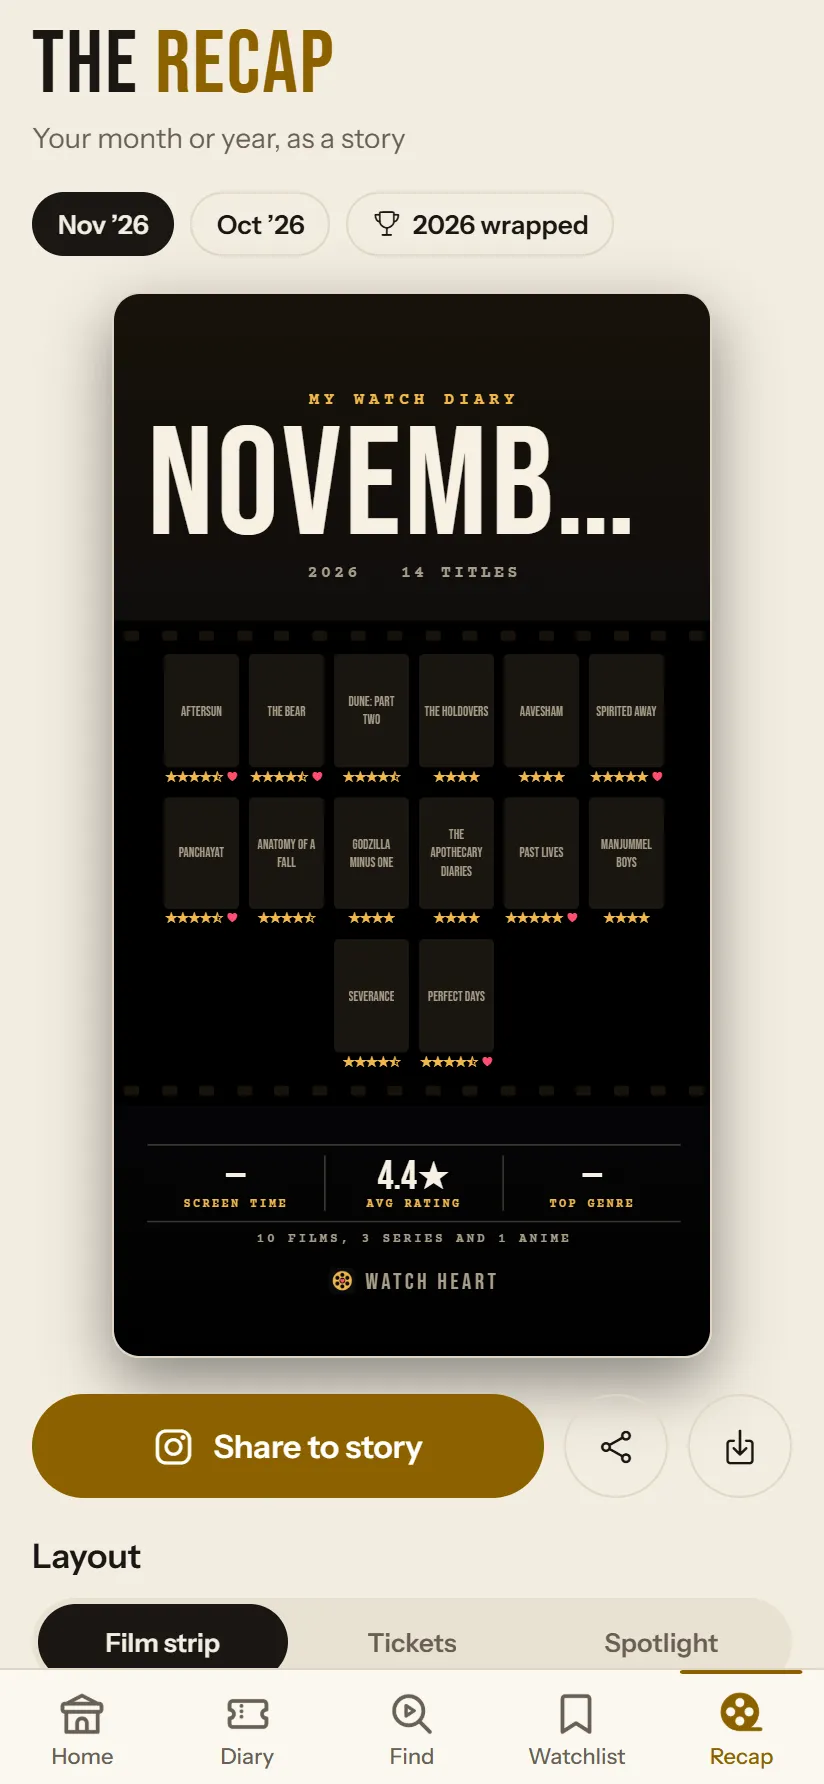 THE RECAP
Your month or year, as a story
Nov ’26
Oct ’26
2026 wrapped
MY WATCH DIARY
NOVEMB...
2026 14 TITLES
AFTERSUN
THE BEAR
DUNE: PART
TWO
THE HOLDOVERS
AAVESHAM
SPIRITED AWAY
★★★★⯨ ♥
★★★★⯨ ♥
★★★★⯨
★★★★
★★★★
★★★★★ ♥
PANCHAYAT
ANATOMY OF A
FALL
GODZILLA
MINUS ONE
THE
APOTHECARY
DIARIES
PAST LIVES
MANJUMMEL
BOYS
★★★★⯨ ♥
★★★★⯨
★★★★
★★★★
★★★★★ ♥
★★★★
SEVERANCE
PERFECT DAYS
★★★★⯨
★★★★⯨ ♥
–
SCREEN TIME
4.4★
AVG RATING
–
TOP GENRE
10 FILMS, 3 SERIES AND 1 ANIME
WATCH HEART
Share to story
Layout
Film strip
Tickets
Spotlight
Home
Diary
Find
Watchlist
Recap